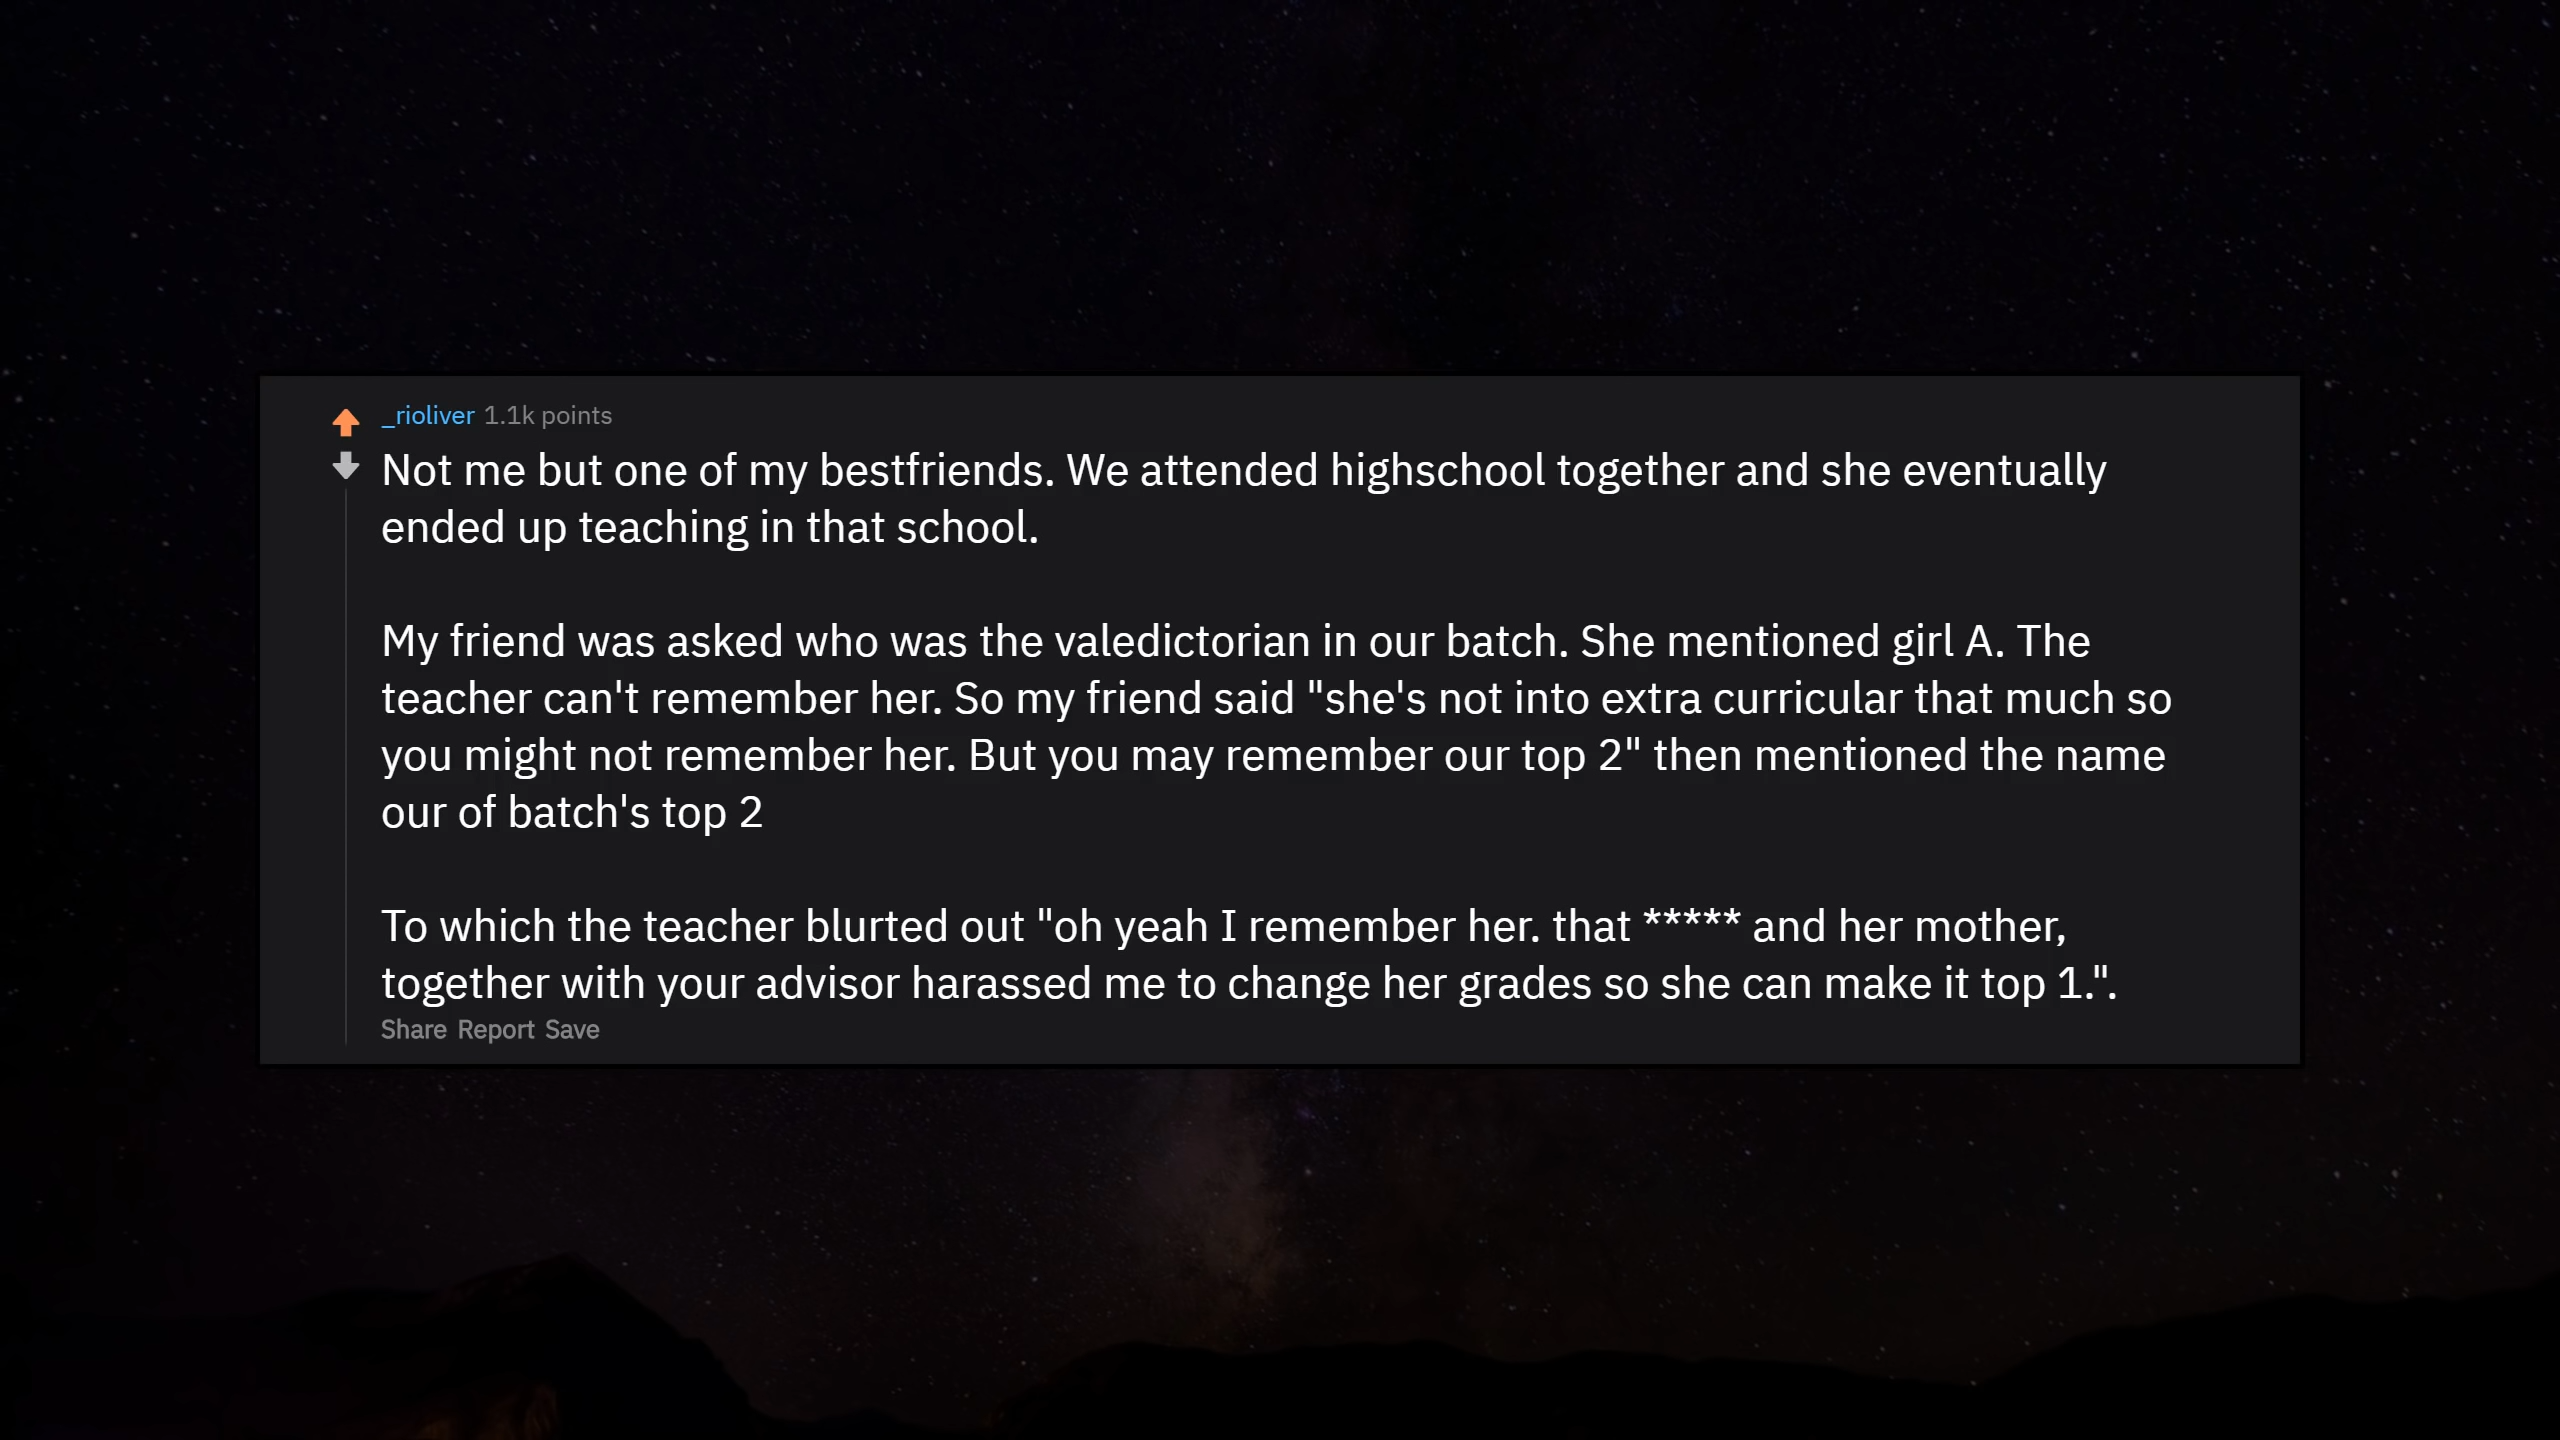 _rioliver 1.1k points
Not me but one of my bestfriends. We attended highschool together and she eventually
ended up teaching in that school.
My friend was asked who was the valedictorian in our batch. She mentioned girl A. The
teacher can't remember her. So my friend said "she's not into extra curricular that much so
you might not remember her. But you may remember our top 2" then mentioned the name
our of batch's top 2
To which the teacher blurted out "oh yeah I remember her. that ***** and her mother,
together with your advisor harassed me to change her grades so she can make it top 1.".
Share Report Save